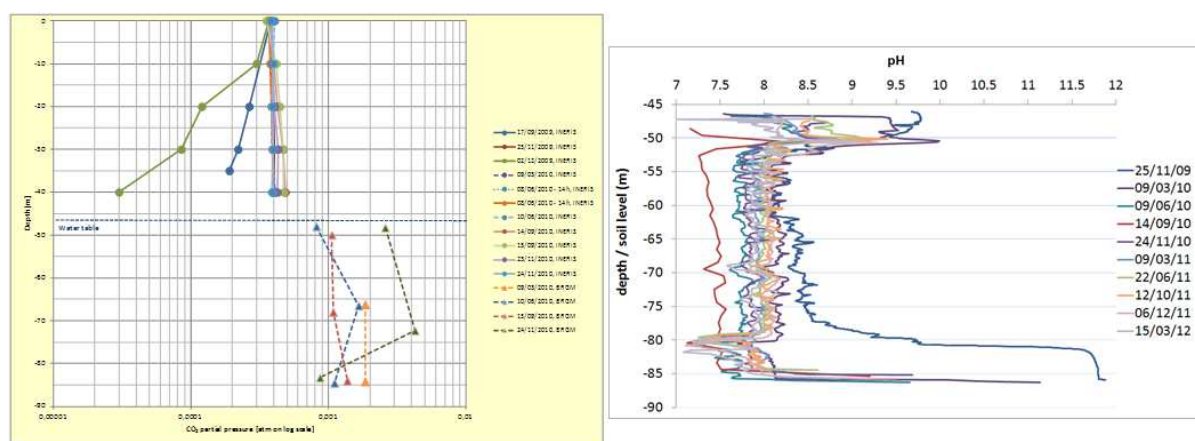 -0
-10
-20
-30
-40
-50
-60
-70
-80
-90
Depth [m]
Water table
0,00001
0,0001
0,001
0,01
CO₂ partial pressure [atm on log scale]
17/09/2009, INERIS
25/11/2009, INERIS
02/12/2009, INERIS
09/03/2010, INERIS
08/06/2010 - 14h, INERIS
08/06/2010 - 14h, INERIS
10/06/2010, INERIS
14/09/2010, INERIS
15/09/2010, INERIS
23/11/2010, INERIS
24/11/2010, INERIS
09/03/2010, BRGM
10/06/2010, BRGM
15/09/2010, BRGM
24/11/2010, BRGM
pH
7
7.5
8.1
8.6
9.2
10
10.5
11
11.5
12
-45
-50
-55
-60
-65
-70
-75
-80
-85
-90
depth / soil level (m)
25/11/09
09/03/10
09/06/10
14/09/10
24/11/10
09/03/11
22/06/11
12/10/11
06/12/11
15/03/12